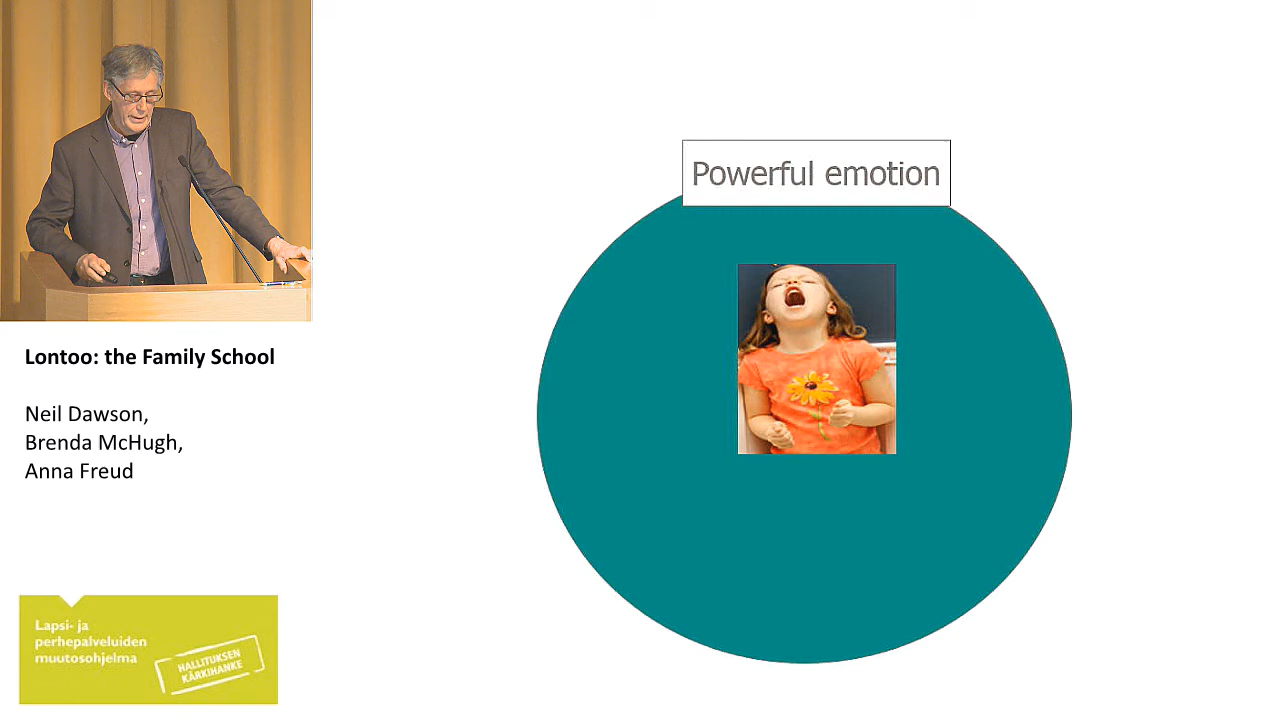 Powerful emotion
Lontoo: the Family School
Neil Dawson,
Brenda McHugh,
Anna Freud
Lapsi- ja
perhepalveluiden
muutosohjelma
HALLITUKSEN
KÄRKIHANKE